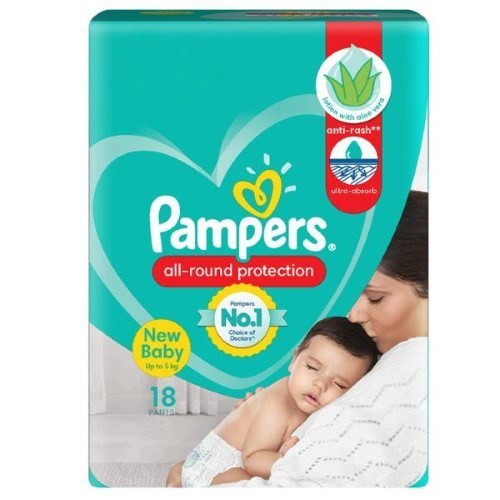 lotion with aloe vera
anti-rash**
ultra-absorb
Pampers®
all-round protection
Pampers
No.1
Choice of
Doctors^
New
Baby
Up to 5 kg
18
PANTS